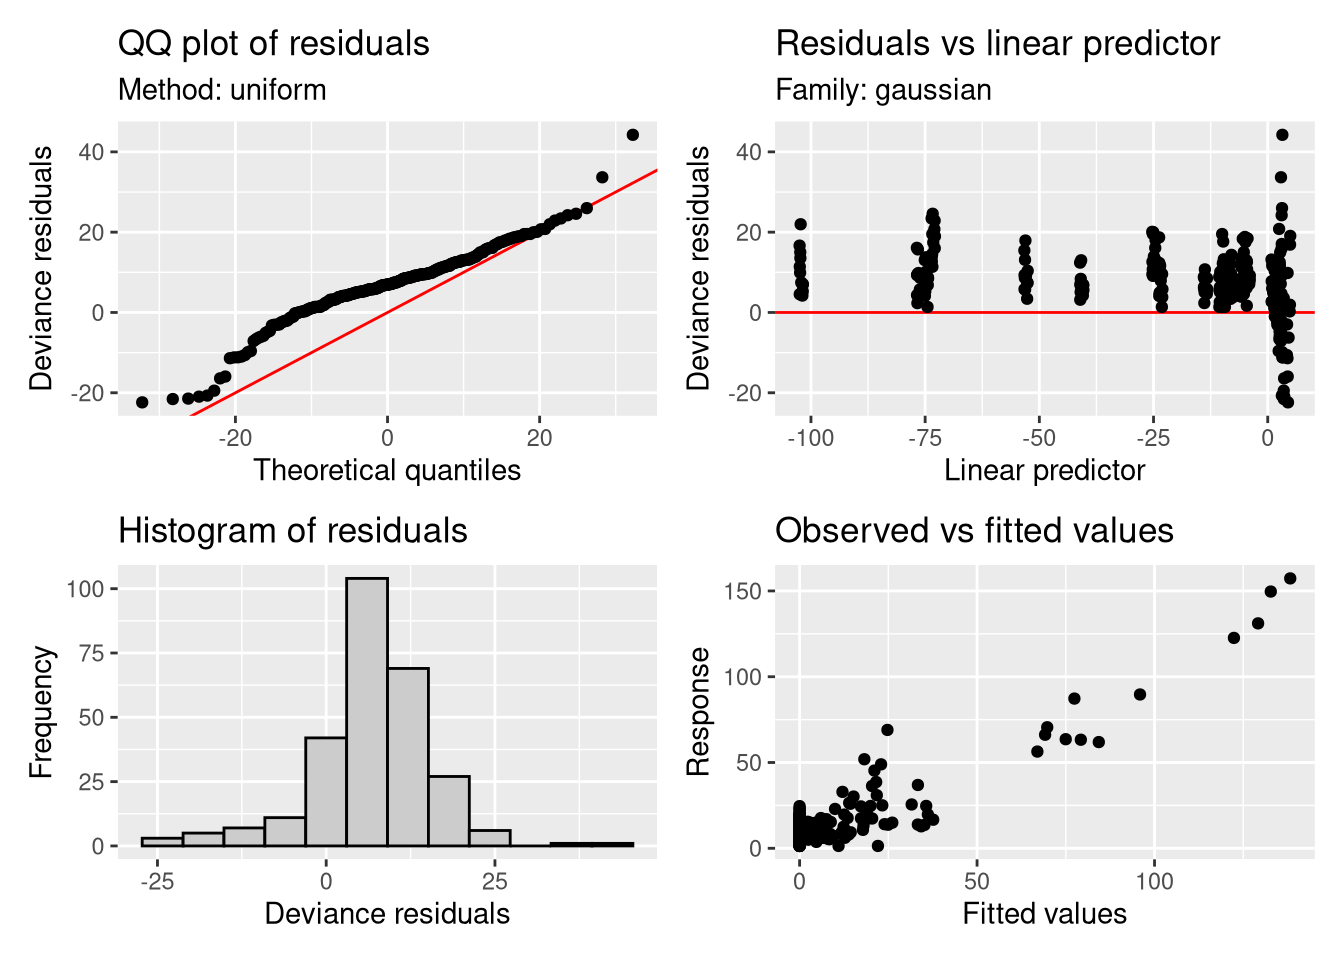 QQ plot of residuals
Method: uniform
Deviance residuals
40
20
0
-20
-20
0
20
Theoretical quantiles
Residuals vs linear predictor
Family: gaussian
Deviance residuals
40
20
0
-20
-100
-75
-50
-25
0
Linear predictor
Histogram of residuals
Frequency
100
75
50
25
0
-25
0
25
Deviance residuals
Observed vs fitted values
Response
150
100
50
0
0
50
100
Fitted values